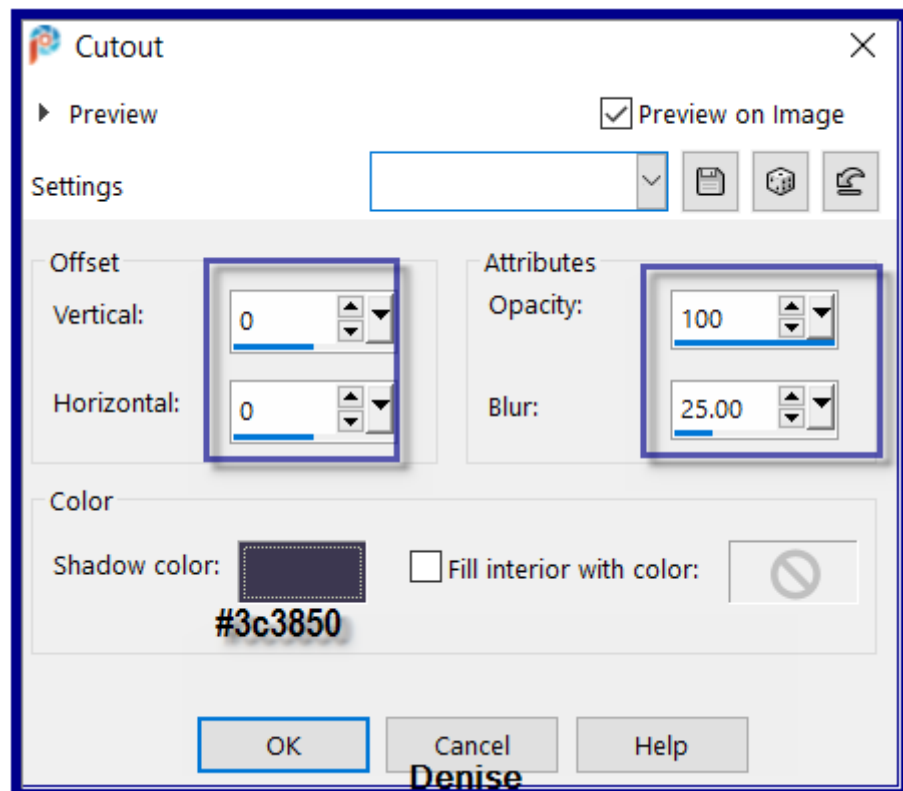 Cutout
Preview
Preview on Image
Settings
Offset
Attributes
Vertical:
0
Opacity:
100
Horizontal:
0
Blur:
25.00
Color
Shadow color:
Fill interior with color:
#3c3850
OK
Cancel
Help
Denise